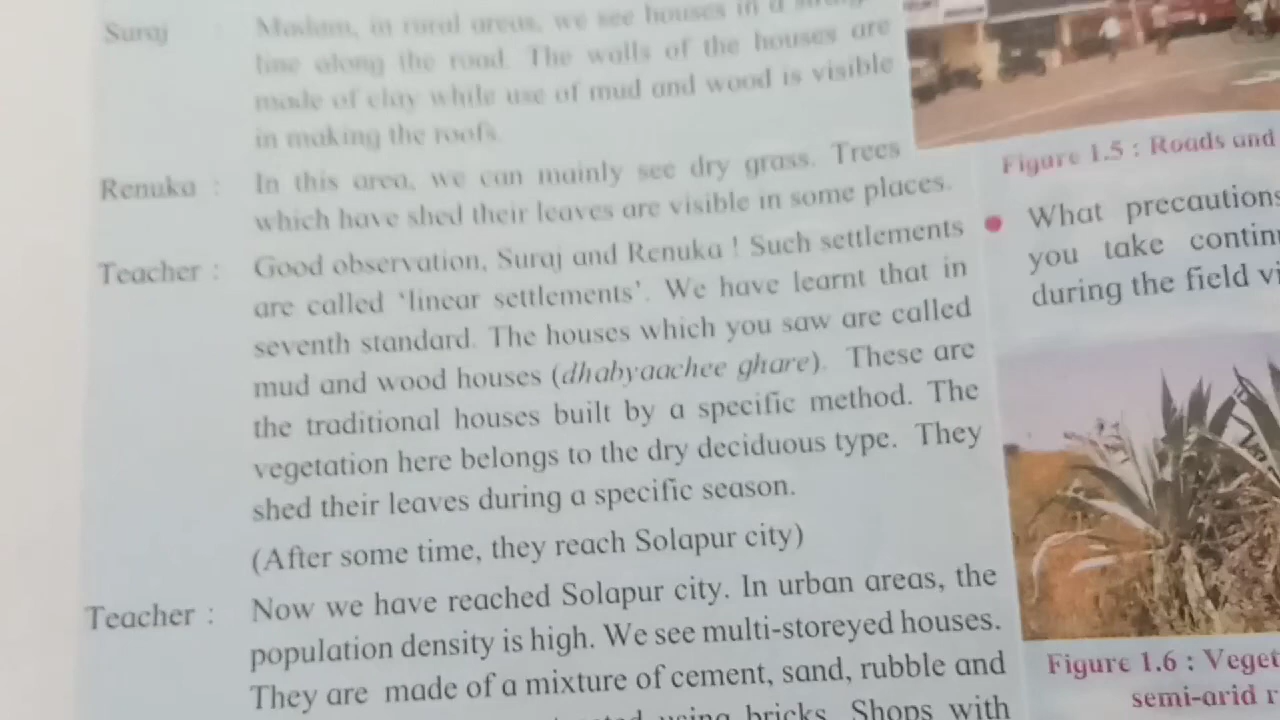 Suraj : Madam, in rural areas, we see houses in a
line along the road. The walls of the houses are
made of clay while use of mud and wood is visible
in making the roofs.
Renuka : In this area, we can mainly see dry grass. Trees
which have shed their leaves are visible in some places.
Teacher : Good observation, Suraj and Renuka ! Such settlements
are called ‘linear settlements’. We have learnt that in
seventh standard. The houses which you saw are called
mud and wood houses (dhabyaachee ghare). These are
the traditional houses built by a specific method. The
vegetation here belongs to the dry deciduous type. They
shed their leaves during a specific season.
(After some time, they reach Solapur city)
Teacher : Now we have reached Solapur city. In urban areas, the
population density is high. We see multi-storeyed houses.
They are made of a mixture of cement, sand, rubble and
using bricks. Shops with
Figure 1.5 : Roads and
What precautions
you take
during the field
Figure 1.6 :
semi-arid